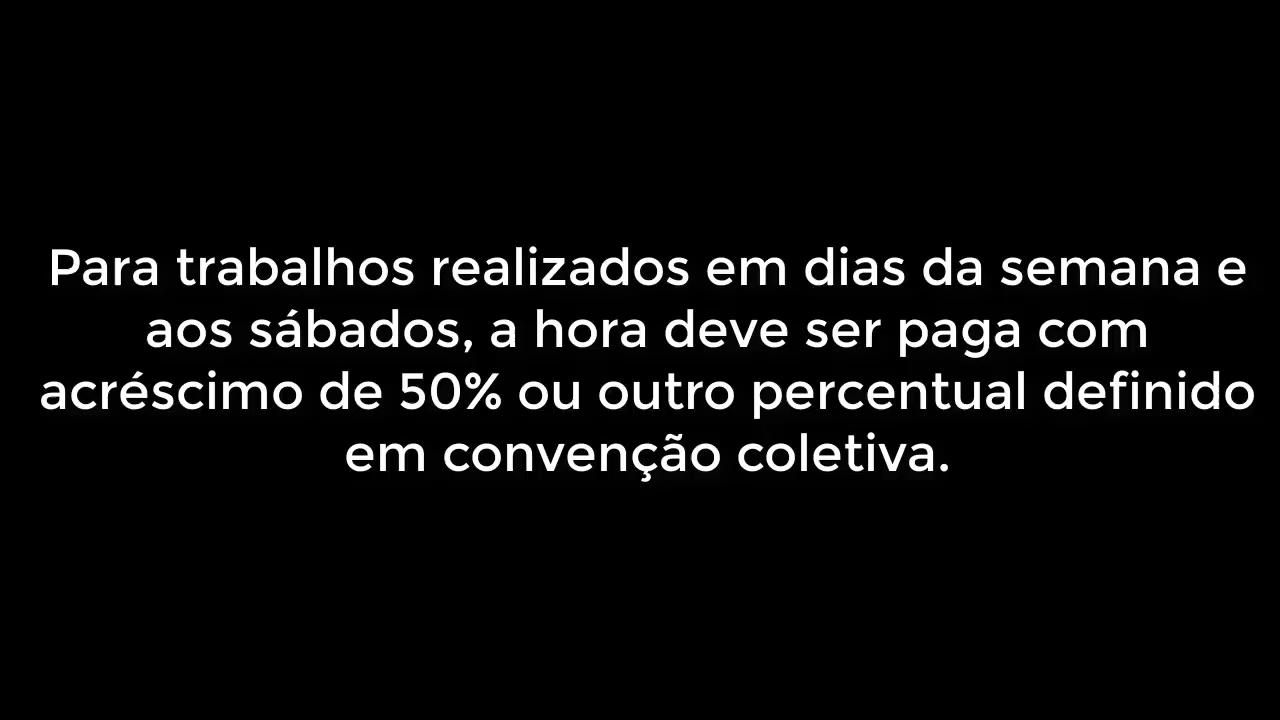 Para trabalhos realizados em dias da semana e
aos sábados, a hora deve ser paga com
acréscimo de 50% ou outro percentual definido
em convenção coletiva.